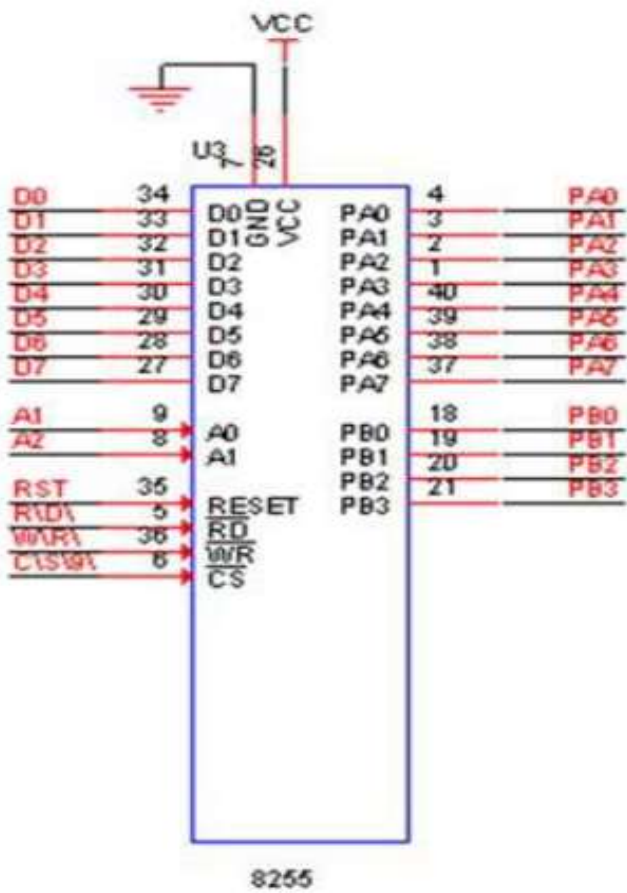 VCC
U3
7 26
D0 34 D0 GND VCC PA0 4 PA0
D1 33 D1 PA1 3 PA1
D2 32 D2 PA2 2 PA2
D3 31 D3 PA3 1 PA3
D4 30 D4 PA4 40 PA4
D5 29 D5 PA5 39 PA5
D6 28 D6 PA6 38 PA6
D7 27 D7 PA7 37 PA7
A1 9 A0 PB0 18 PB0
A2 8 A1 PB1 19 PB1
PB2 20 PB2
RST 35 RESET PB3 21 PB3
R\D\ 5 RD
W\R\ 36 WR
6 CS
8255